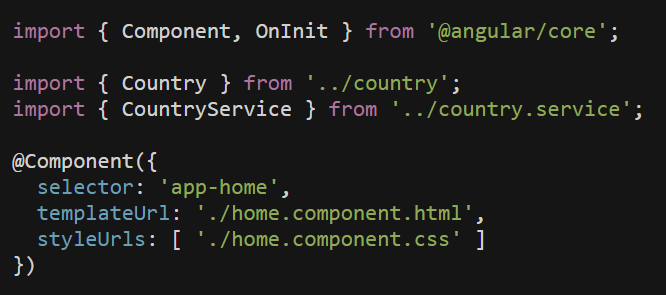 import { Component, OnInit } from '@angular/core';
import { Country } from '../country';
import { CountryService } from '../country.service';
@Component({
selector: 'app-home',
templateUrl: './home.component.html',
styleUrls: [ './home.component.css' ]
})